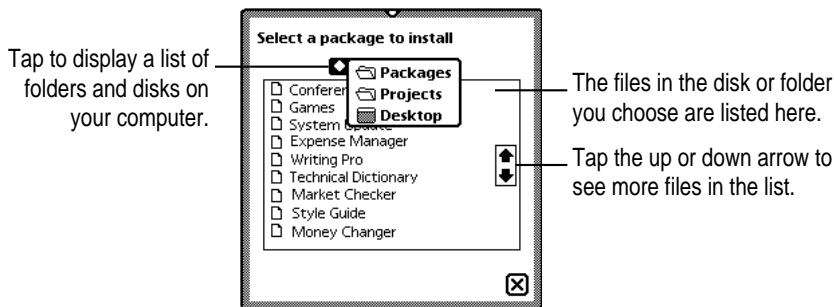 Select a package to install
Tap to display a list of
folders and disks on
your computer.
Packages
Projects
Desktop
Games
System
Expense Manager
Writing Pro
Technical Dictionary
Market Checker
Style Guide
Money Changer
The files in the disk or folder
you choose are listed here.
Tap the up or down arrow to
see more files in the list.